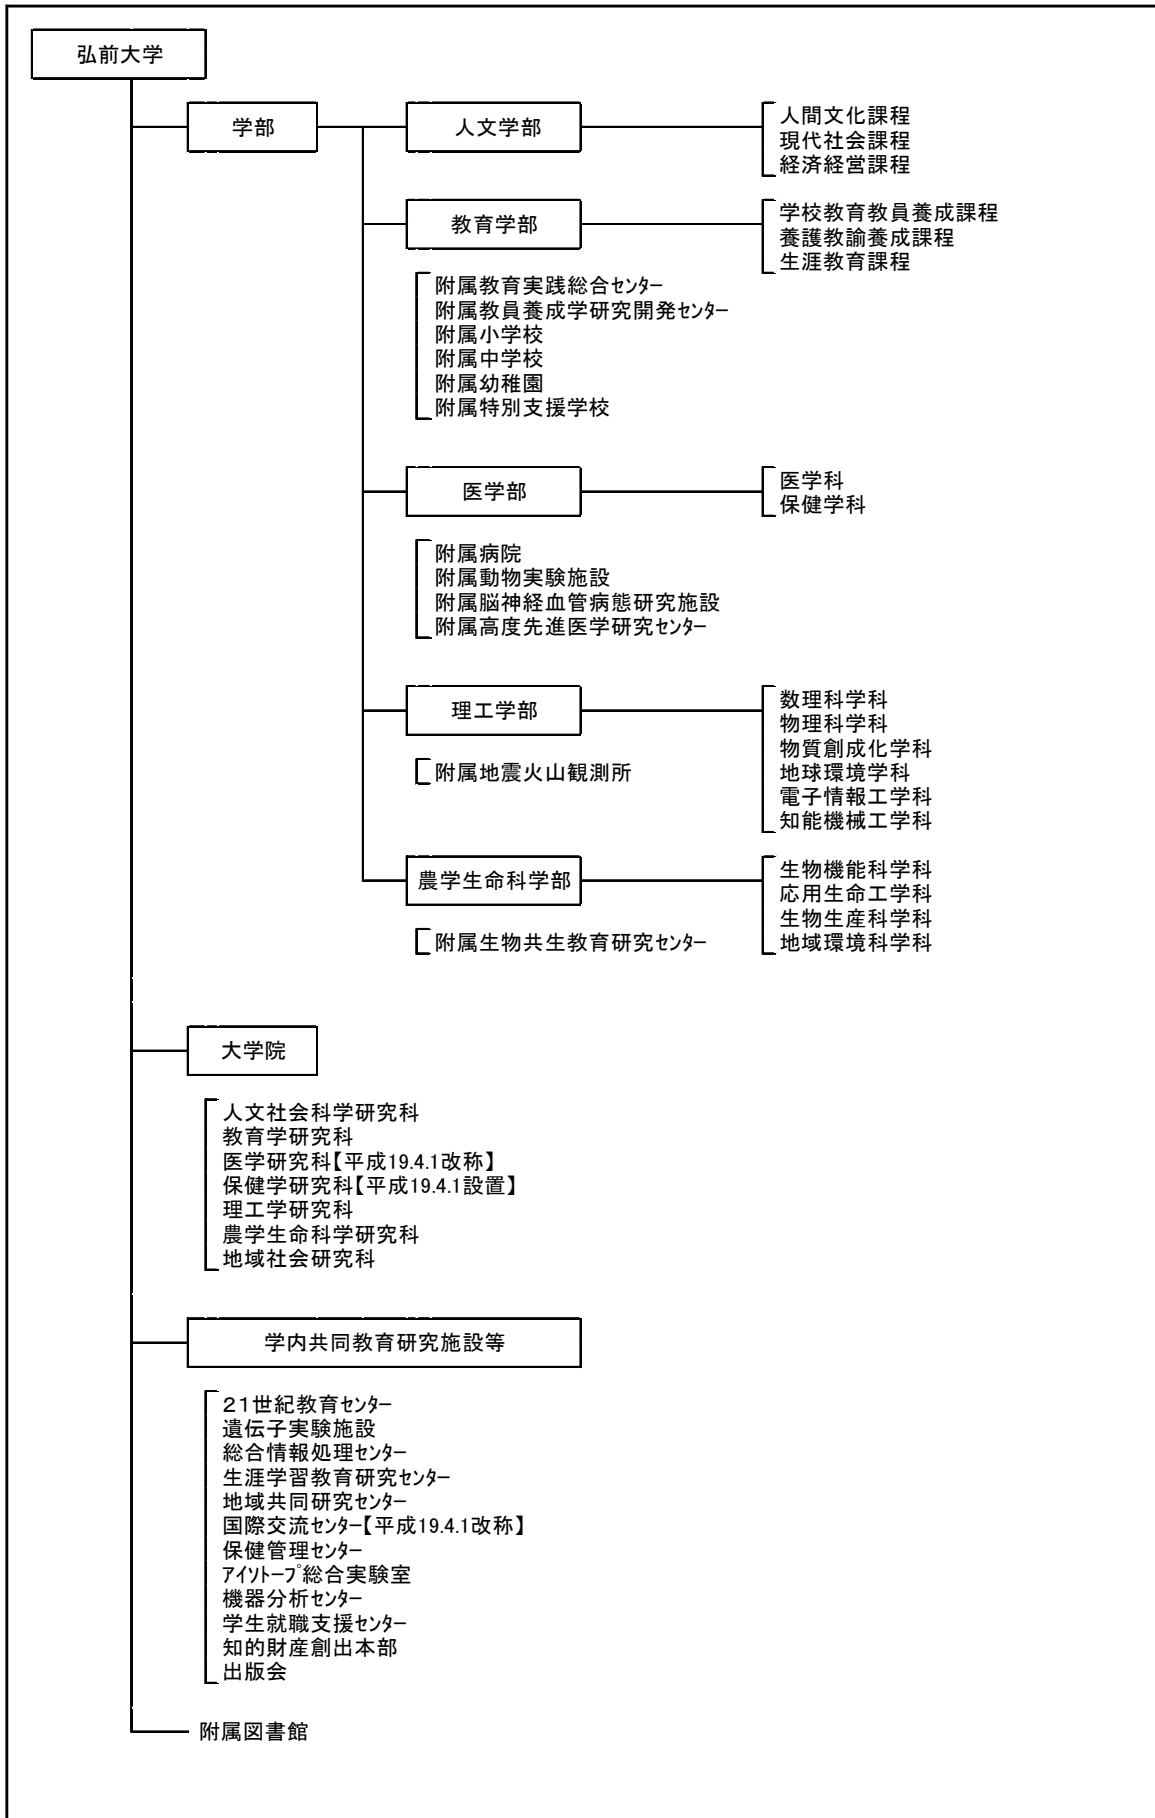 弘前大学
学部
人文学部
人間文化課程
現代社会課程
経済経営課程
教育学部
学校教育教員養成課程
養護教諭養成課程
生涯教育課程
附属教育実践総合ｾﾝﾀｰ
附属教員養成学研究開発ｾﾝﾀｰ
附属小学校
附属中学校
附属幼稚園
附属特別支援学校
医学部
医学科
保健学科
附属病院
附属動物実験施設
附属脳神経血管病態研究施設
附属高度先進医学研究ｾﾝﾀｰ
理工学部
数理科学科
物理科学科
物質創成化学科
地球環境学科
電子情報工学科
知能機械工学科
附属地震火山観測所
農学生命科学部
生物機能科学科
応用生命工学科
生物生産科学科
地域環境科学科
附属生物共生教育研究ｾﾝﾀｰ
大学院
人文社会科学研究科
教育学研究科
医学研究科【平成19.4.1改称】
保健学研究科【平成19.4.1設置】
理工学研究科
農学生命科学研究科
地域社会研究科
学内共同教育研究施設等
２１世紀教育ｾﾝﾀｰ
遺伝子実験施設
総合情報処理ｾﾝﾀｰ
生涯学習教育研究ｾﾝﾀｰ
地域共同研究ｾﾝﾀｰ
国際交流ｾﾝﾀｰ【平成19.4.1改称】
保健管理ｾﾝﾀｰ
ｱｲｿﾄｰﾌﾟ総合実験室
機器分析ｾﾝﾀｰ
学生就職支援ｾﾝﾀｰ
知的財産創出本部
出版会
附属図書館